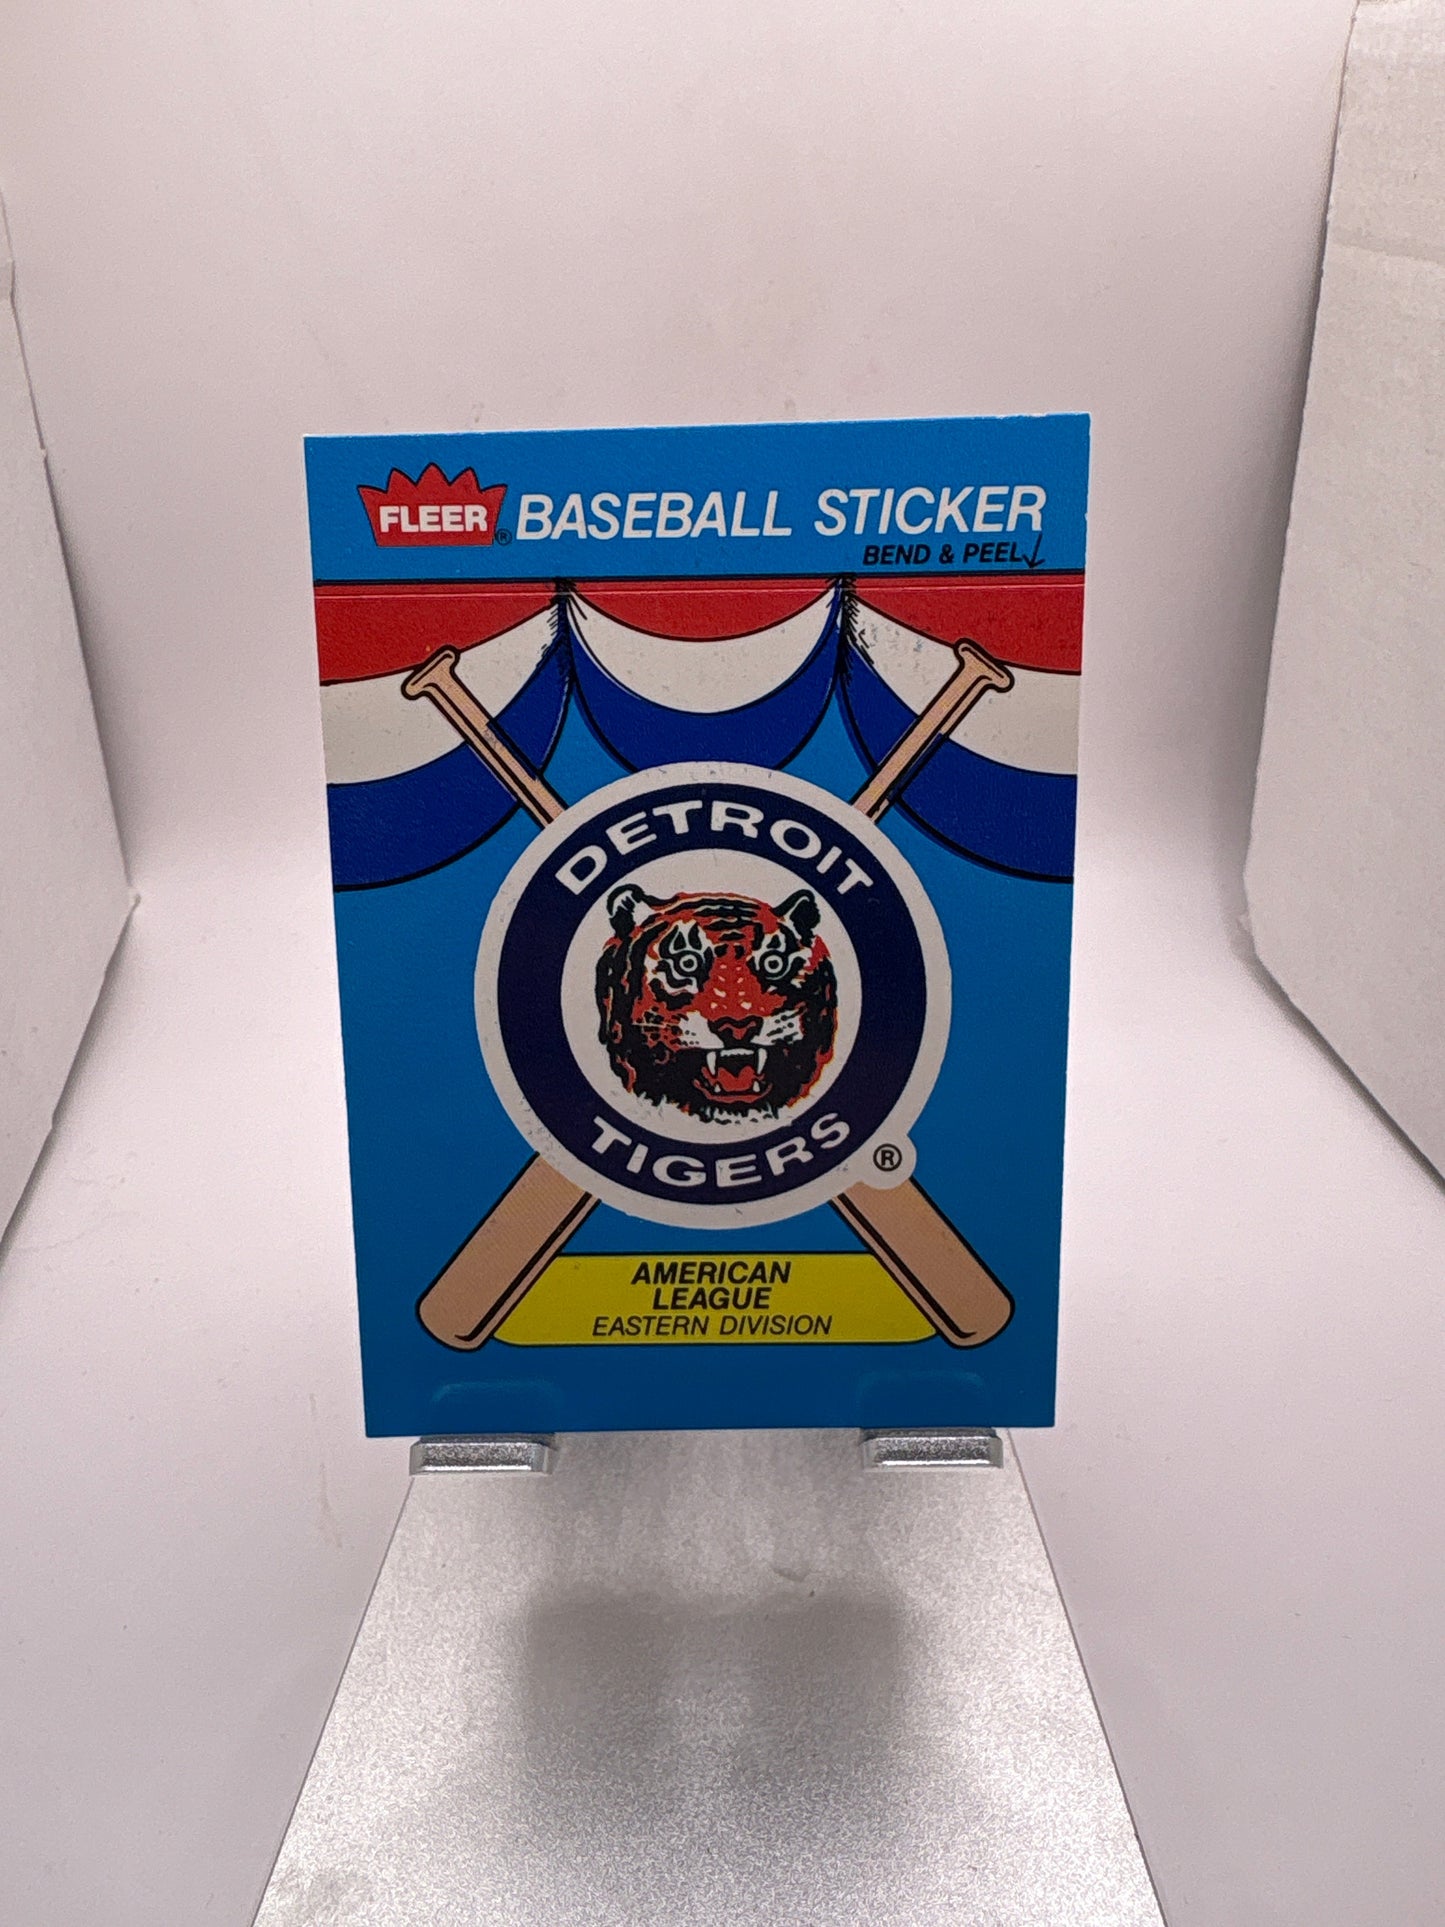 FLEER® BASEBALL STICKER
BEND & PEEL↓
DETROIT
TIGERS
®
AMERICAN
LEAGUE
EASTERN DIVISION